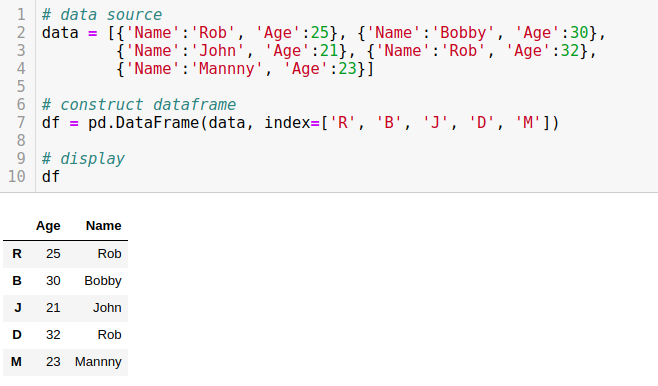 1 # data source
2 data = [{'Name':'Rob', 'Age':25}, {'Name':'Bobby', 'Age':30},
3 {'Name':'John', 'Age':21}, {'Name':'Rob', 'Age':32},
4 {'Name':'Mannny', 'Age':23}]
5
6 # construct dataframe
7 df = pd.DataFrame(data, index=['R', 'B', 'J', 'D', 'M'])
8
9 # display
10 df
Age Name
R 25 Rob
B 30 Bobby
J 21 John
D 32 Rob
M 23 Mannny